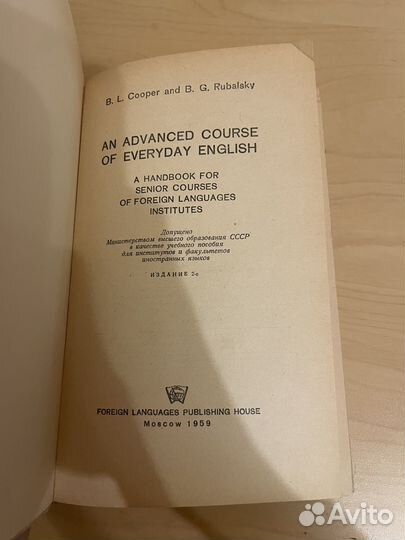 B. L. Cooper and B. G. Rubalsky
AN ADVANCED COURSE
OF EVERYDAY ENGLISH
A HANDBOOK FOR
SENIOR COURSES
OF FOREIGN LANGUAGES
INSTITUTES
Допущено
Министерством высшего образования СССР
в качестве учебного пособия
для институтов и факультетов
иностранных языков
ИЗДАНИЕ 2-е
FOREIGN LANGUAGES PUBLISHING HOUSE
Moscow 1959
Avito